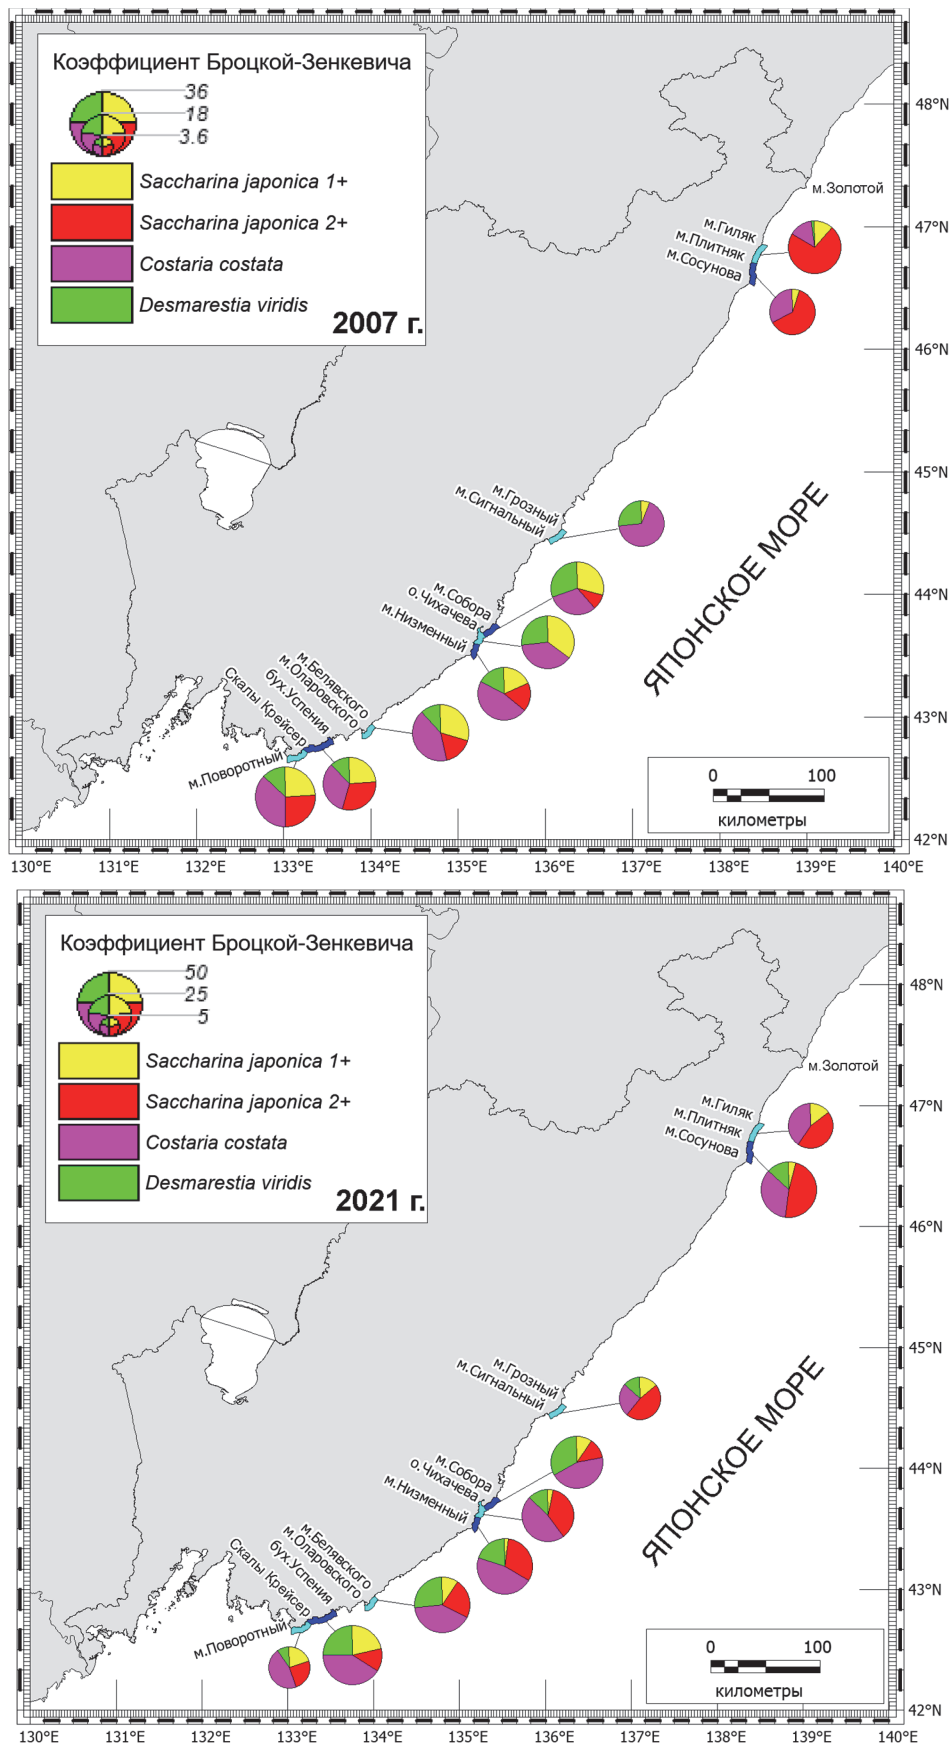 Коэффициент Броцкой-Зенкевича
36
18
3.6
Saccharina japonica 1+
Saccharina japonica 2+
Costaria costata
Desmarestia viridis
2007 г.
48°N
м.Золотой
47°N
м.Гиляк
м.Плитняк
м.Сосунова
46°N
45°N
м.Грозный
м.Сигнальный
ЯПОНСКОЕ МОРЕ
44°N
м.Собора
о.Чихачева
м.Низменный
43°N
м.Белявского
м.Оларовского
бух.Успения
Скалы Крейсер
м.Поворотный
0 100
километры
42°N
130°E 131°E 132°E 133°E 134°E 135°E 136°E 137°E 138°E 139°E 140°E
Коэффициент Броцкой-Зенкевича
50
25
5
Saccharina japonica 1+
Saccharina japonica 2+
Costaria costata
Desmarestia viridis
2021 г.
48°N
м.Золотой
47°N
м.Гиляк
м.Плитняк
м.Сосунова
46°N
45°N
м.Грозный
м.Сигнальный
ЯПОНСКОЕ МОРЕ
44°N
м.Собора
о.Чихачева
м.Низменный
43°N
м.Белявского
м.Оларовского
бух.Успения
Скалы Крейсер
м.Поворотный
0 100
километры
42°N
130°E 131°E 132°E 133°E 134°E 135°E 136°E 137°E 138°E 139°E 140°E